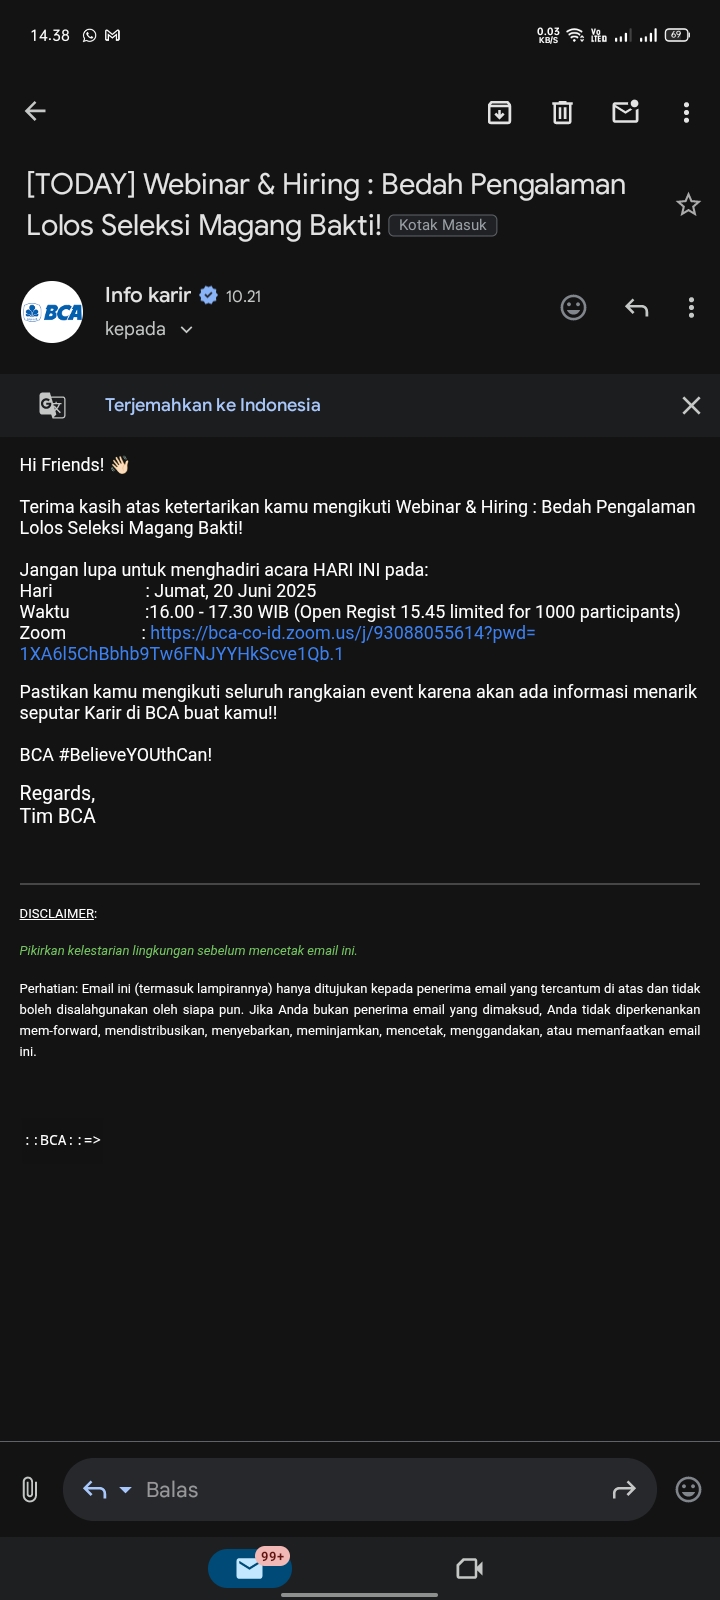 14.38
0.03 KB/S
Vo LTE
69
[TODAY] Webinar & Hiring : Bedah Pengalaman
Lolos Seleksi Magang Bakti! Kotak Masuk
BCA
Info karir 10.21
kepada
Terjemahkan ke Indonesia
Hi Friends! 👋🏻
Terima kasih atas ketertarikan kamu mengikuti Webinar & Hiring : Bedah Pengalaman
Lolos Seleksi Magang Bakti!
Jangan lupa untuk menghadiri acara HARI INI pada:
Hari : Jumat, 20 Juni 2025
Waktu :16.00 - 17.30 WIB (Open Regist 15.45 limited for 1000 participants)
Zoom : https://bca-co-id.zoom.us/j/93088055614?pwd=
1XA6l5ChBbhb9Tw6FNJYYHkScve1Qb.1
Pastikan kamu mengikuti seluruh rangkaian event karena akan ada informasi menarik
seputar Karir di BCA buat kamu!!
BCA #BelieveYOUthCan!
Regards,
Tim BCA
DISCLAIMER:
Pikirkan kelestarian lingkungan sebelum mencetak email ini.
Perhatian: Email ini (termasuk lampirannya) hanya ditujukan kepada penerima email yang tercantum di atas dan tidak
boleh disalahgunakan oleh siapa pun. Jika Anda bukan penerima email yang dimaksud, Anda tidak diperkenankan
mem-forward, mendistribusikan, menyebarkan, meminjamkan, mencetak, menggandakan, atau memanfaatkan email
ini.
::BCA::=>
Balas
99+